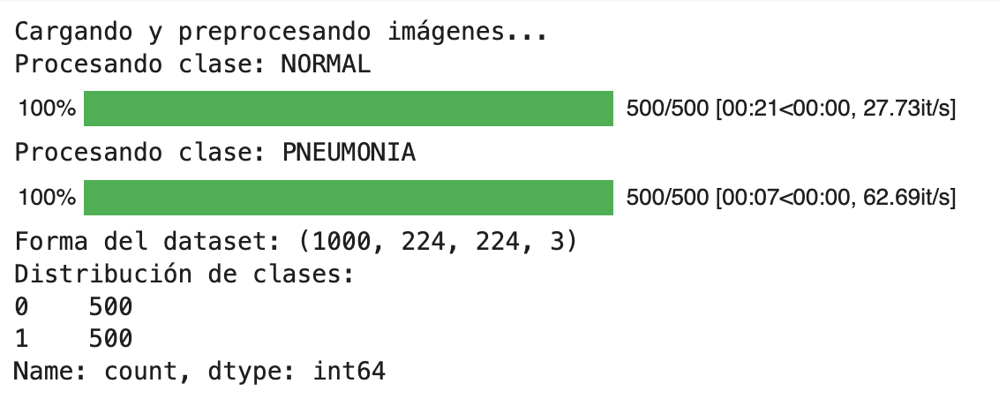 Cargando y preprocesando imágenes...
Procesando clase: NORMAL
100% 500/500 [00:21<00:00, 27.73it/s]
Procesando clase: PNEUMONIA
100% 500/500 [00:07<00:00, 62.69it/s]
Forma del dataset: (1000, 224, 224, 3)
Distribución de clases:
0    500
1    500
Name: count, dtype: int64